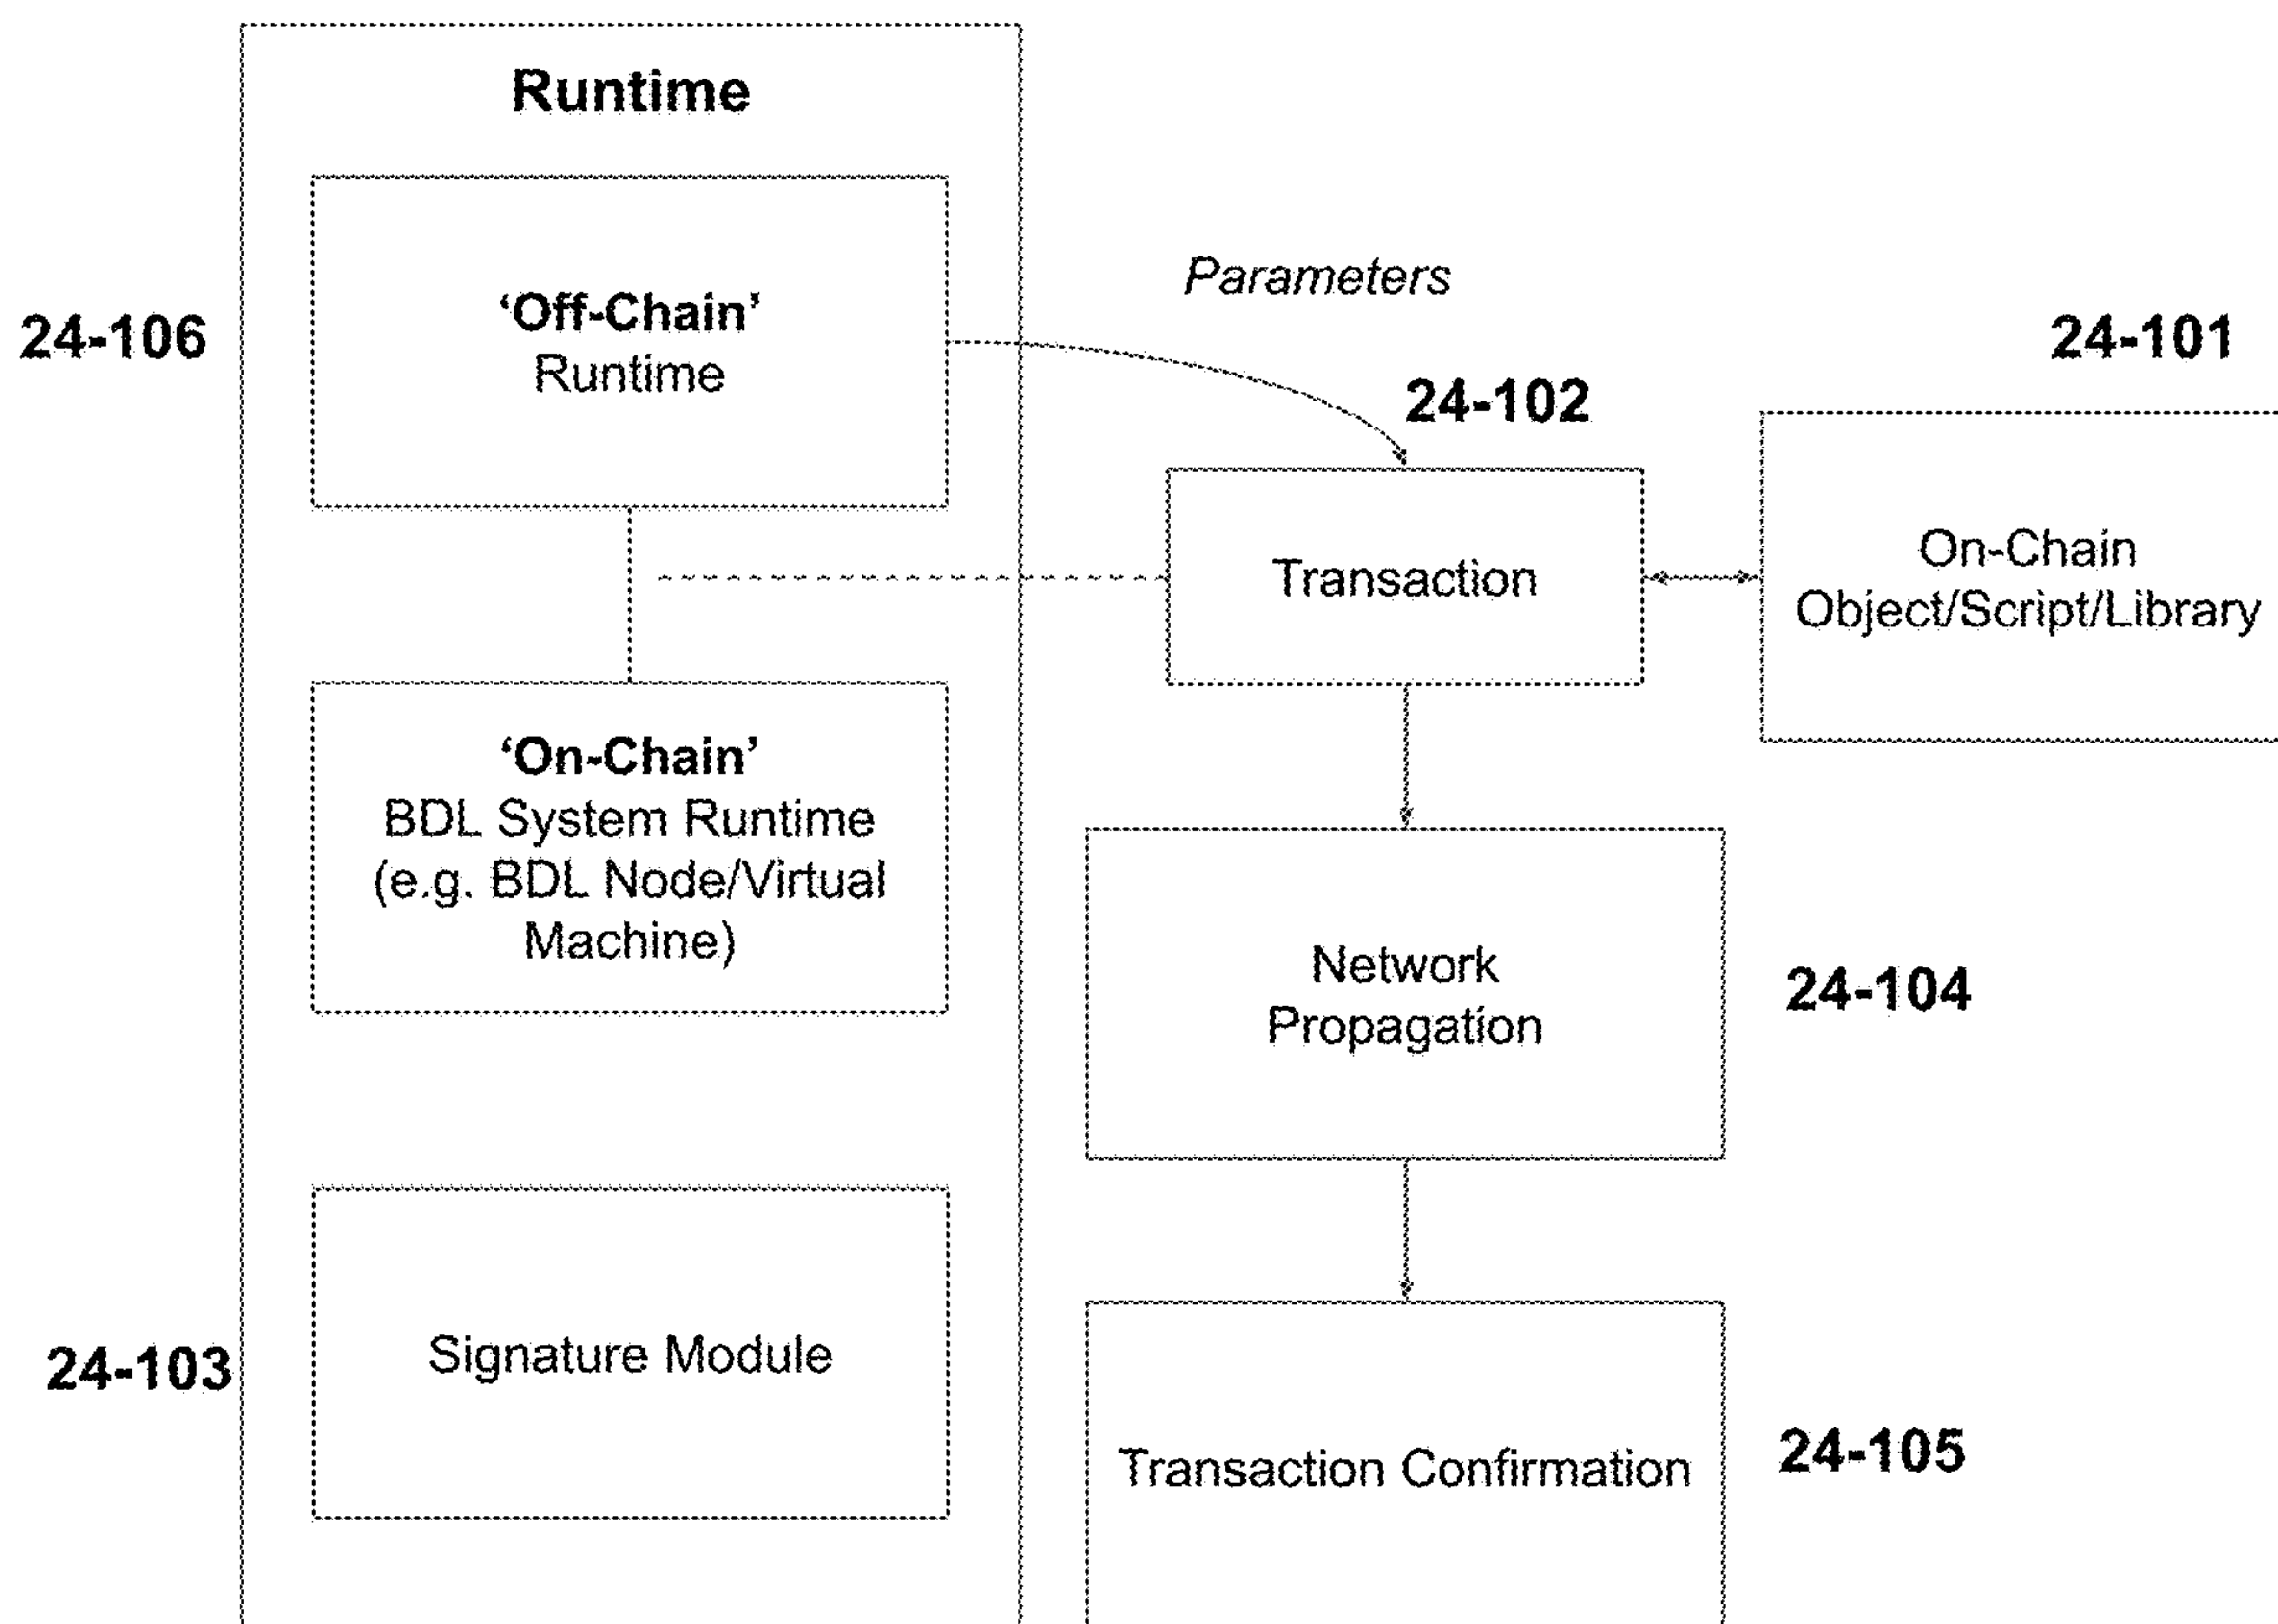 Runtime
24-106
‘Off-Chain’
Runtime
Parameters
24-102
24-101
Transaction
On-Chain
Object/Script/Library
‘On-Chain’
BDL System Runtime
(e.g. BDL Node/Virtual
Machine)
Network
Propagation
24-104
24-103
Signature Module
Transaction Confirmation
24-105